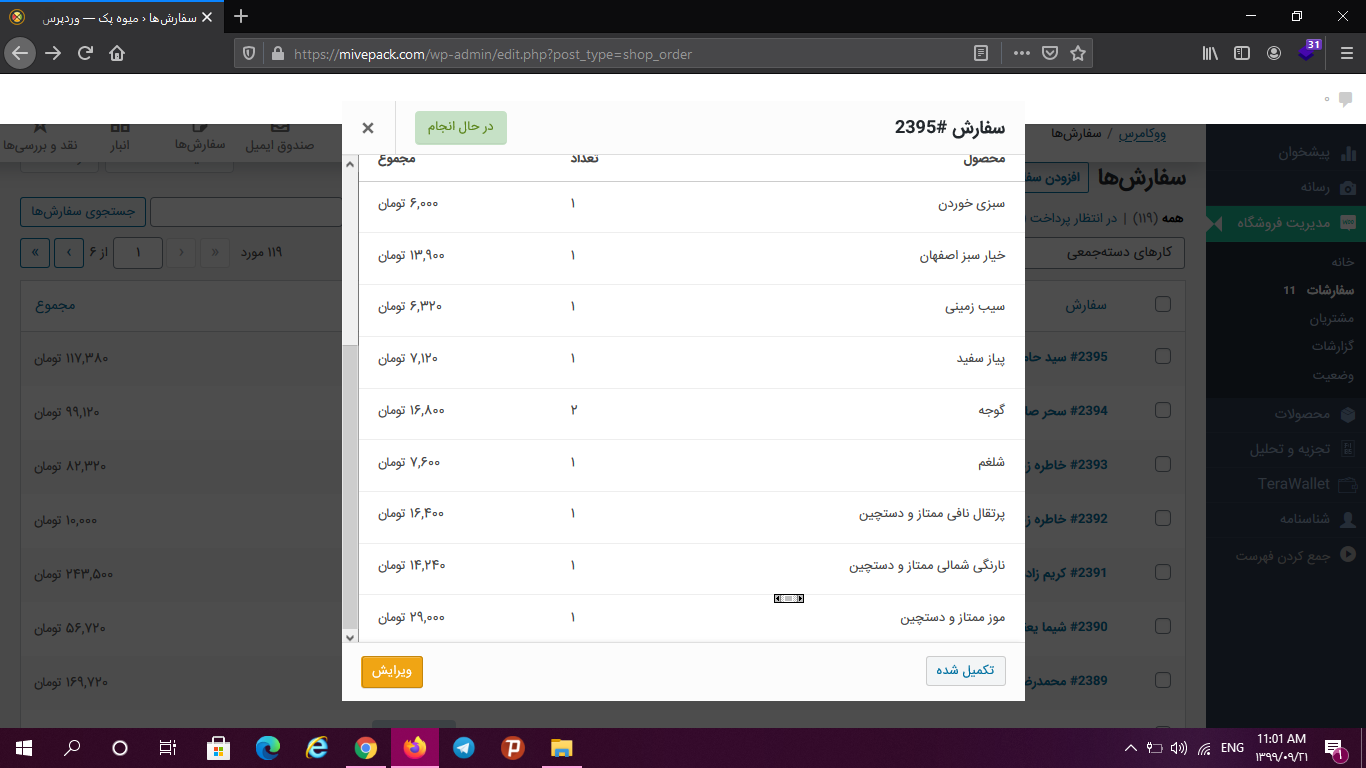 سفارش‌ها ‹ میوه پک — وردپرس
https://mivepack.com/wp-admin/edit.php?post_type=shop_order
31
۰
نقد و بررسی‌ها
انبار
سفارش‌ها
صندوق ایمیل
ووکامرس / سفارش‌ها
سفارش #2395
در حال انجام
محصول تعداد مجموع
سبزی خوردن ۱ ۶,۰۰۰ تومان
خیار سبز اصفهان ۱ ۱۳,۹۰۰ تومان
سیب زمینی ۱ ۶,۳۲۰ تومان
پیاز سفید ۱ ۷,۱۲۰ تومان
گوجه ۲ ۱۶,۸۰۰ تومان
شلغم ۱ ۷,۶۰۰ تومان
پرتقال نافی ممتاز و دستچین ۱ ۱۶,۴۰۰ تومان
نارنگی شمالی ممتاز و دستچین ۱ ۱۴,۲۴۰ تومان
موز ممتاز و دستچین ۱ ۲۹,۰۰۰ تومان
تکمیل شده
ویرایش
پیشخوان
رسانه
مدیریت فروشگاه
خانه
سفارشات 11
مشتریان
گزارشات
وضعیت
محصولات
تجزیه و تحلیل
TeraWallet
شناسنامه
جمع کردن فهرست
سفارش‌ها
افزودن
همه (۱۱۹) | در انتظار پرداخت
جستجوی سفارش‌ها
کارهای دسته‌جمعی
۱۱۹ مورد « ‹ ۱ از ۶ › »
سفارش مجموع
#2395 سید ۱۱۷,۳۸۰ تومان
#2394 سحر ۹۹,۱۲۰ تومان
#2393 خاطره ۸۲,۳۲۰ تومان
#2392 خاطره ۱۰,۰۰۰ تومان
#2391 کریم زاد ۲۴۳,۵۰۰ تومان
#2390 شیما ۵۶,۷۲۰ تومان
#2389 ۱۶۹,۷۲۰ تومان
ENG
11:01 AM
۱۳۹۹/۰۹/۲۱
۱